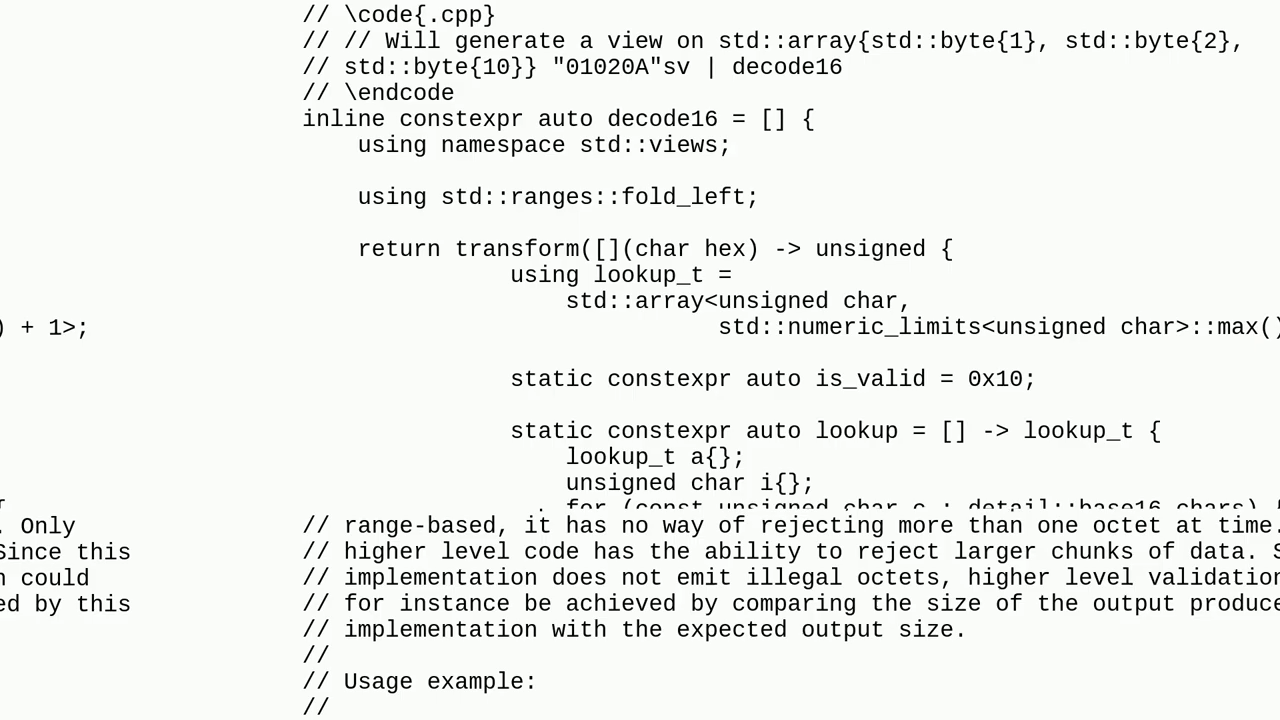 // \code{.cpp}
// // Will generate a view on std::array{std::byte{1}, std::byte{2},
// std::byte{10}} "01020A"sv | decode16
// \endcode
inline constexpr auto decode16 = [] {
using namespace std::views;
using std::ranges::fold_left;
return transform([](char hex) -> unsigned {
using lookup_t =
std::array<unsigned char,
) + 1>; std::numeric_limits<unsigned char>::max()
static constexpr auto is_valid = 0x10;
static constexpr auto lookup = [] -> lookup_t {
lookup_t a{};
unsigned char i{};
for (const unsigned char c : detail::base16_chars) {
. Only // range-based, it has no way of rejecting more than one octet at time.
Since this // higher level code has the ability to reject larger chunks of data. S
n could // implementation does not emit illegal octets, higher level validation
ed by this // for instance be achieved by comparing the size of the output produce
// implementation with the expected output size.
//
// Usage example:
//